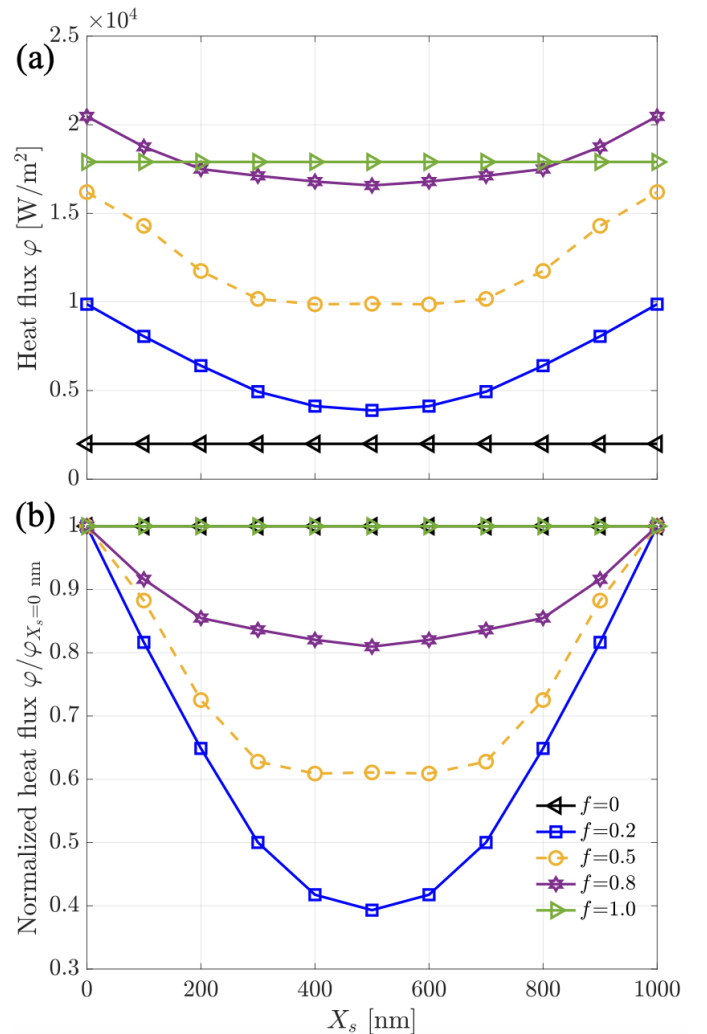 ×10⁴
(a)
2.5
2
1.5
1
0.5
0
Heat flux φ [W/m²]
(b)
1
0.9
0.8
0.7
0.6
0.5
0.4
0.3
Normalized heat flux φ/φ_{X_s=0 nm}
f=0
f=0.2
f=0.5
f=0.8
f=1.0
0 200 400 600 800 1000
X_s [nm]